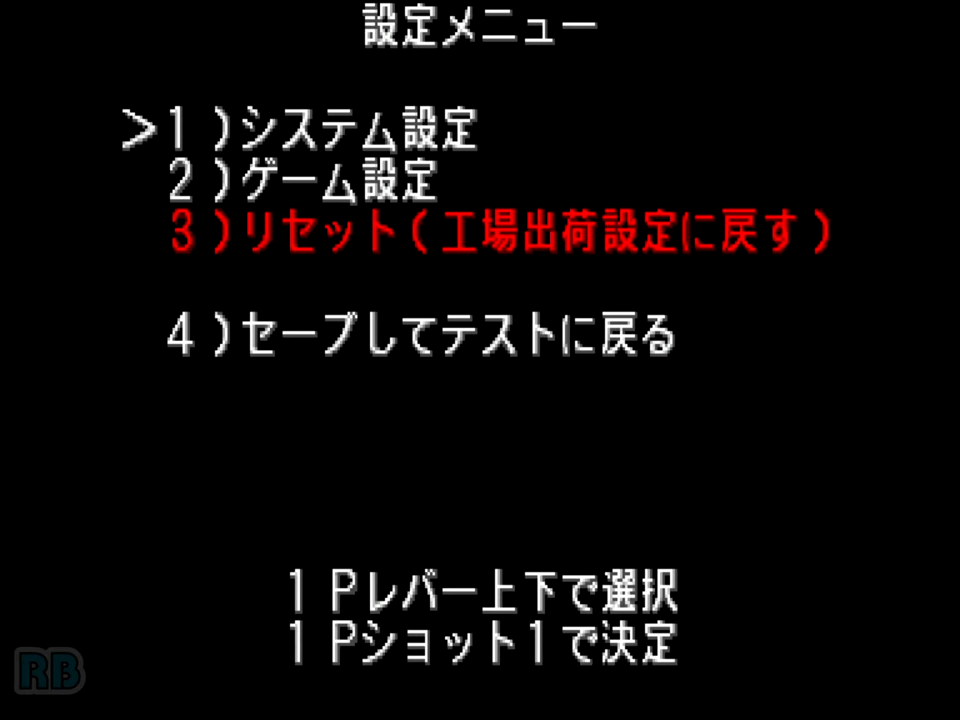 設定メニュー
>1)システム設定
2)ゲーム設定
3)リセット(工場出荷設定に戻す)
4)セーブしてテストに戻る
1Pレバー上下で選択
1Pショット1で決定
RB